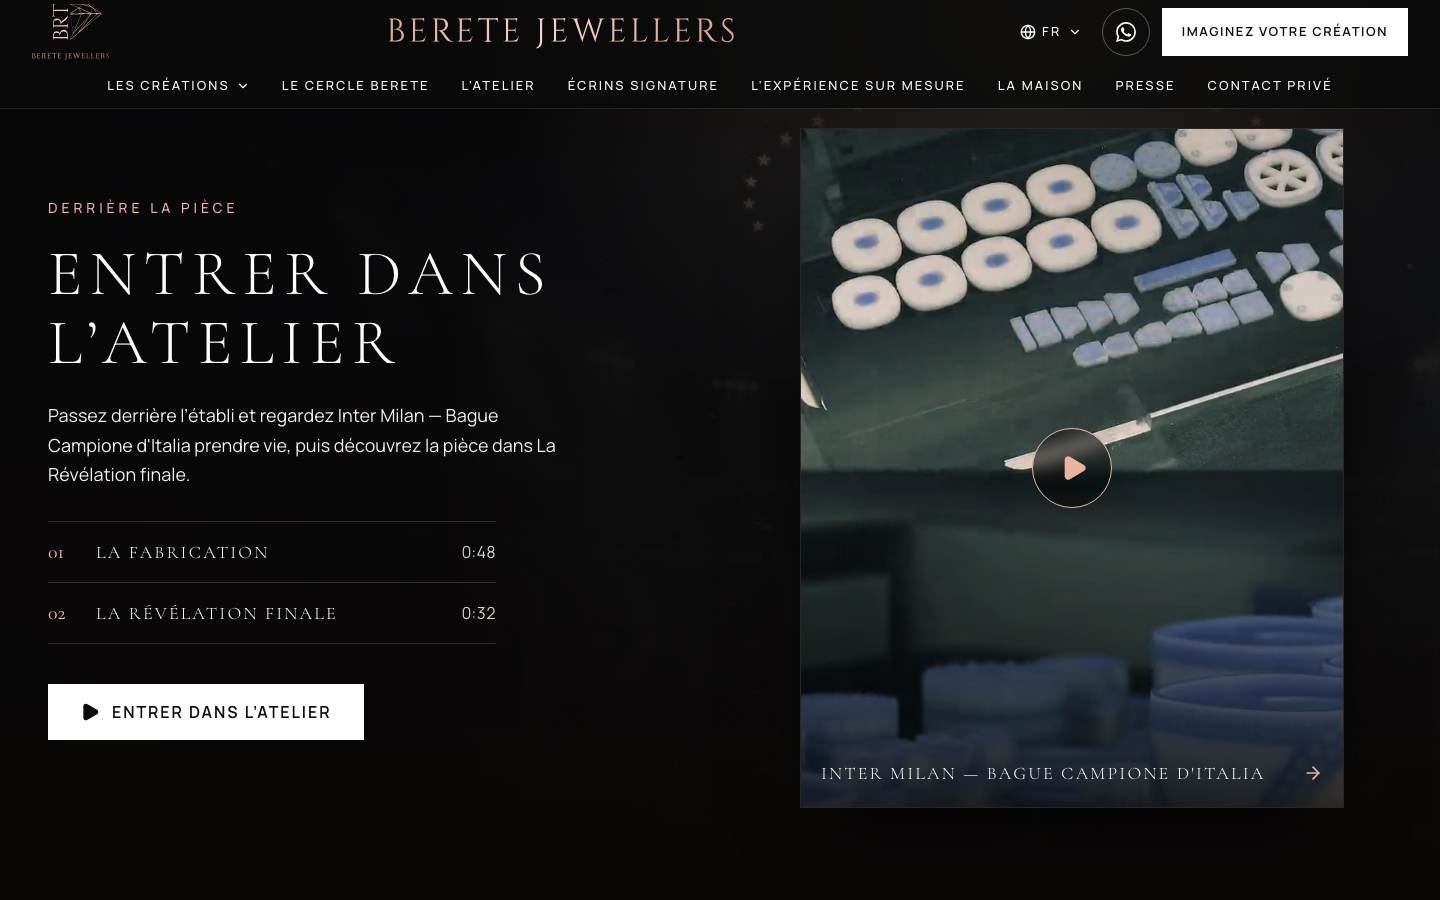 BRT
BERETE JEWELLERS
BERETE JEWELLERS
FR
IMAGINEZ VOTRE CRÉATION
LES CRÉATIONS
LE CERCLE BERETE
L'ATELIER
ÉCRINS SIGNATURE
L'EXPÉRIENCE SUR MESURE
LA MAISON
PRESSE
CONTACT PRIVÉ
DERRIÈRE LA PIÈCE
ENTRER DANS
L’ATELIER
Passez derrière l’établi et regardez Inter Milan — Bague
Campione d'Italia prendre vie, puis découvrez la pièce dans La
Révélation finale.
01 LA FABRICATION 0:48
02 LA RÉVÉLATION FINALE 0:32
ENTRER DANS L’ATELIER
INTER MILAN — BAGUE CAMPIONE D'ITALIA